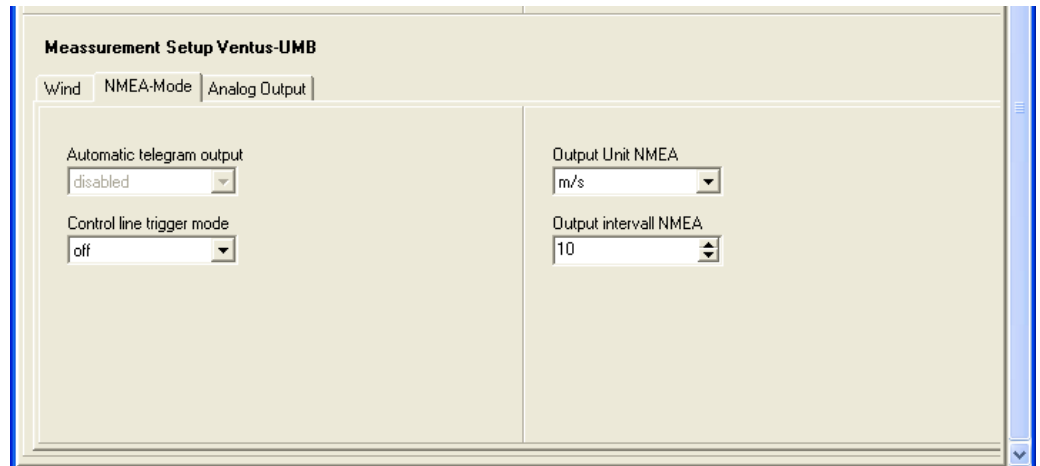 Meassurement Setup Ventus-UMB
Wind NMEA-Mode Analog Output
Automatic telegram output
disabled
Control line trigger mode
off
Output Unit NMEA
m/s
Output intervall NMEA
10